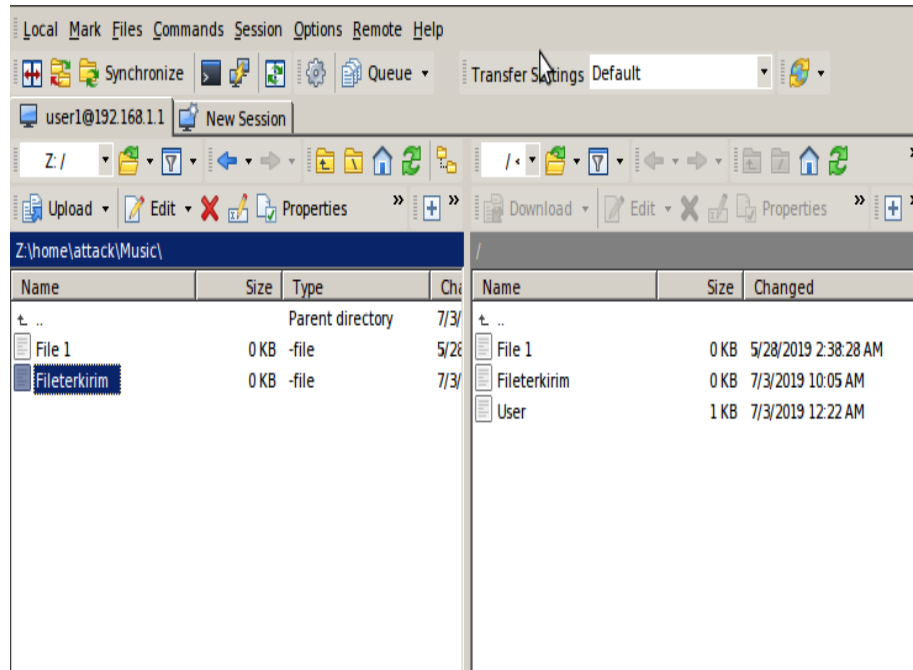 Local Mark Files Commands Session Options Remote Help
Synchronize Queue Transfer Settings Default
user1@192.168.1.1 New Session
Z: / / <
Upload Edit Properties » » Download Edit Properties »
Z:\home\attack\Music\ /
Name Size Type Cha Name Size Changed
.. Parent directory 7/3/ ..
File 1 0 KB -file 5/28 File 1 0 KB 5/28/2019 2:38:28 AM
Fileterkirim 0 KB -file 7/3/ Fileterkirim 0 KB 7/3/2019 10:05 AM
User 1 KB 7/3/2019 12:22 AM